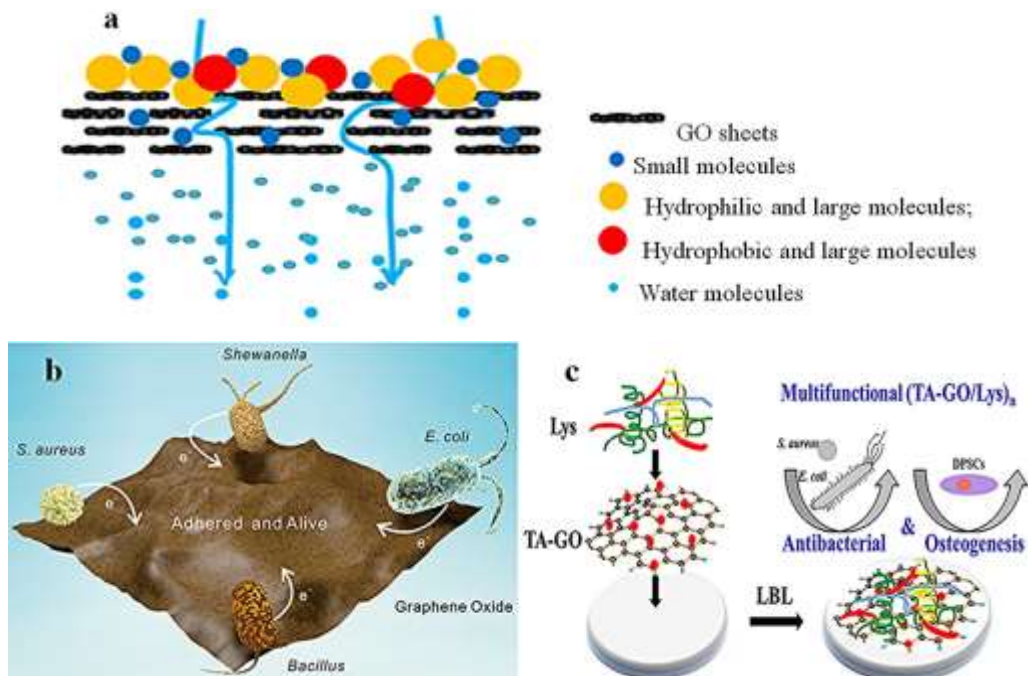 a
GO sheets
Small molecules
Hydrophilic and large molecules;
Hydrophobic and large molecules
Water molecules
b
Shewanella
S. aureus
E. coli
e
e
e
e
Adhered and Alive
Graphene Oxide
Bacillus
c
Lys
TA-GO
LBL
Multifunctional (TA-GO/Lys)n
S. aureus
E. coli
DPSCs
Antibacterial
&
Osteogenesis